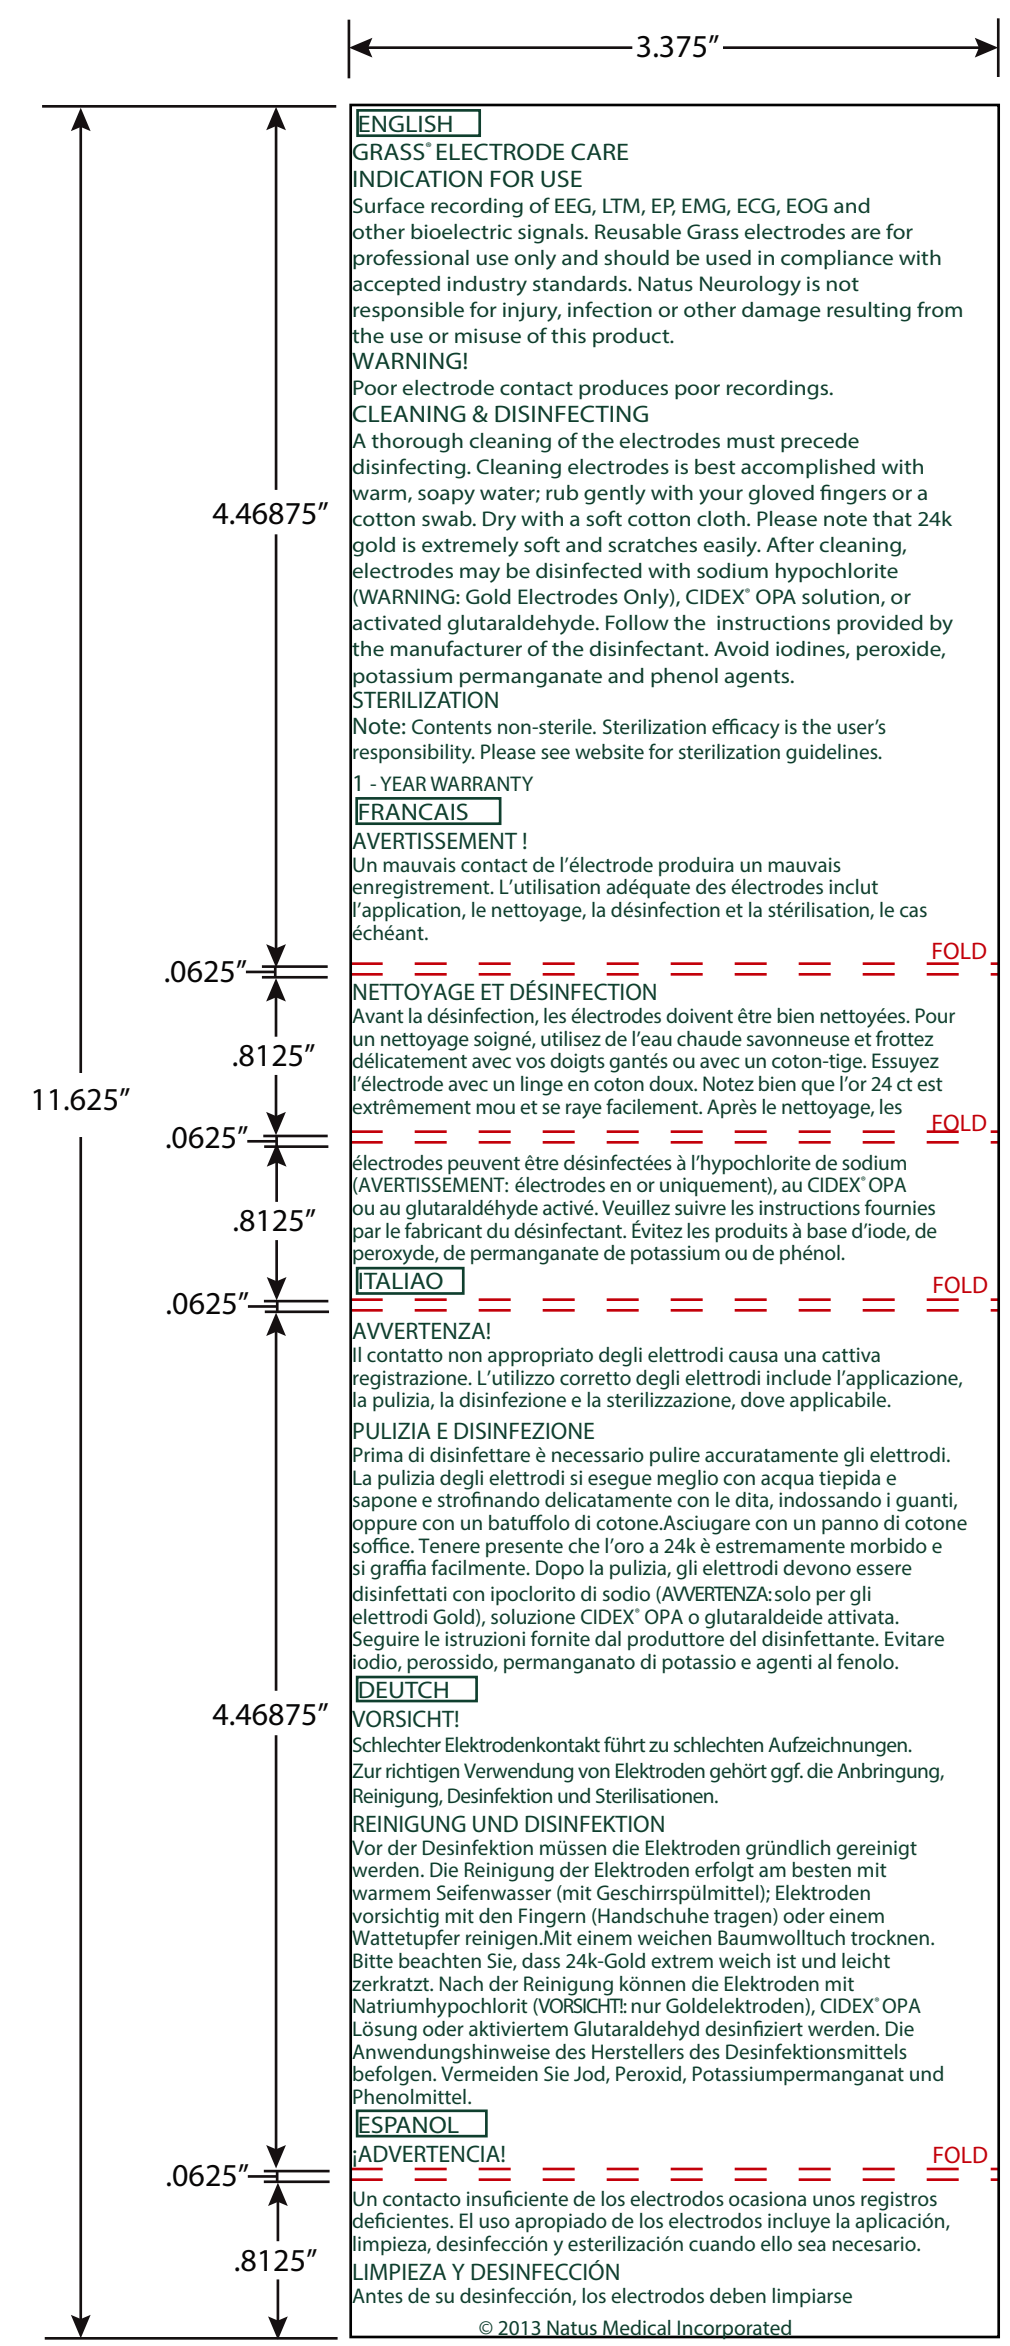 3.375"
ENGLISH
GRASS® ELECTRODE CARE
INDICATION FOR USE
Surface recording of EEG, LTM, EP, EMG, ECG, EOG and
other bioelectric signals. Reusable Grass electrodes are for
professional use only and should be used in compliance with
accepted industry standards. Natus Neurology is not
responsible for injury, infection or other damage resulting from
the use or misuse of this product.
WARNING!
Poor electrode contact produces poor recordings.
CLEANING & DISINFECTING
A thorough cleaning of the electrodes must precede
disinfecting. Cleaning electrodes is best accomplished with
warm, soapy water; rub gently with your gloved fingers or a
4.46875"
cotton swab. Dry with a soft cotton cloth. Please note that 24k
gold is extremely soft and scratches easily. After cleaning,
electrodes may be disinfected with sodium hypochlorite
(WARNING: Gold Electrodes Only), CIDEX® OPA solution, or
activated glutaraldehyde. Follow the instructions provided by
the manufacturer of the disinfectant. Avoid iodines, peroxide,
potassium permanganate and phenol agents.
STERILIZATION
Note: Contents non-sterile. Sterilization efficacy is the user's
responsibility. Please see website for sterilization guidelines.
1 - YEAR WARRANTY
FRANCAIS
AVERTISSEMENT !
Un mauvais contact de l'électrode produira un mauvais
enregistrement. L'utilisation adéquate des électrodes inclut
l'application, le nettoyage, la désinfection et la stérilisation, le cas
échéant.
FOLD
.0625"
NETTOYAGE ET DÉSINFECTION
Avant la désinfection, les électrodes doivent être bien nettoyées. Pour
un nettoyage soigné, utilisez de l'eau chaude savonneuse et frottez
.8125"
délicatement avec vos doigts gantés ou avec un coton-tige. Essuyez
l'électrode avec un linge en coton doux. Notez bien que l'or 24 ct est
11.625"
extrêmement mou et se raye facilement. Après le nettoyage, les
FOLD
.0625"
électrodes peuvent être désinfectées à l'hypochlorite de sodium
(AVERTISSEMENT: électrodes en or uniquement), au CIDEX® OPA
ou au glutaraldéhyde activé. Veuillez suivre les instructions fournies
.8125"
par le fabricant du désinfectant. Évitez les produits à base d'iode, de
peroxyde, de permanganate de potassium ou de phénol.
ITALIAO
FOLD
.0625"
AVVERTENZA!
Il contatto non appropriato degli elettrodi causa una cattiva
registrazione. L'utilizzo corretto degli elettrodi include l'applicazione,
la pulizia, la disinfezione e la sterilizzazione, dove applicabile.
PULIZIA E DISINFEZIONE
Prima di disinfettare è necessario pulire accuratamente gli elettrodi.
La pulizia degli elettrodi si esegue meglio con acqua tiepida e
sapone e strofinando delicatamente con le dita, indossando i guanti,
oppure con un batuffolo di cotone.Asciugare con un panno di cotone
soffice. Tenere presente che l'oro a 24k è estremamente morbido e
si graffia facilmente. Dopo la pulizia, gli elettrodi devono essere
disinfettati con ipoclorito di sodio (AVVERTENZA: solo per gli
elettrodi Gold), soluzione CIDEX® OPA o glutaraldeide attivata.
Seguire le istruzioni fornite dal produttore del disinfettante. Evitare
iodio, perossido, permanganato di potassio e agenti al fenolo.
DEUTCH
4.46875"
VORSICHT!
Schlechter Elektrodenkontakt führt zu schlechten Aufzeichnungen.
Zur richtigen Verwendung von Elektroden gehört ggf. die Anbringung,
Reinigung, Desinfektion und Sterilisationen.
REINIGUNG UND DISINFEKTION
Vor der Desinfektion müssen die Elektroden gründlich gereinigt
werden. Die Reinigung der Elektroden erfolgt am besten mit
warmem Seifenwasser (mit Geschirrspülmittel); Elektroden
vorsichtig mit den Fingern (Handschuhe tragen) oder einem
Wattetupfer reinigen.Mit einem weichen Baumwolltuch trocknen.
Bitte beachten Sie, dass 24k-Gold extrem weich ist und leicht
zerkratzt. Nach der Reinigung können die Elektroden mit
Natriumhypochlorit (VORSICHT!: nur Goldelektroden), CIDEX® OPA
Lösung oder aktiviertem Glutaraldehyd desinfiziert werden. Die
Anwendungshinweise des Herstellers des Desinfektionsmittels
befolgen. Vermeiden Sie Jod, Peroxid, Potassiumpermanganat und
Phenolmittel.
ESPANOL
¡ADVERTENCIA!
FOLD
.0625"
Un contacto insuficiente de los electrodos ocasiona unos registros
deficientes. El uso apropiado de los electrodos incluye la aplicación,
limpieza, desinfección y esterilización cuando ello sea necesario.
.8125"
LIMPIEZA Y DESINFECCIÓN
Antes de su desinfección, los electrodos deben limpiarse
© 2013 Natus Medical Incorporated